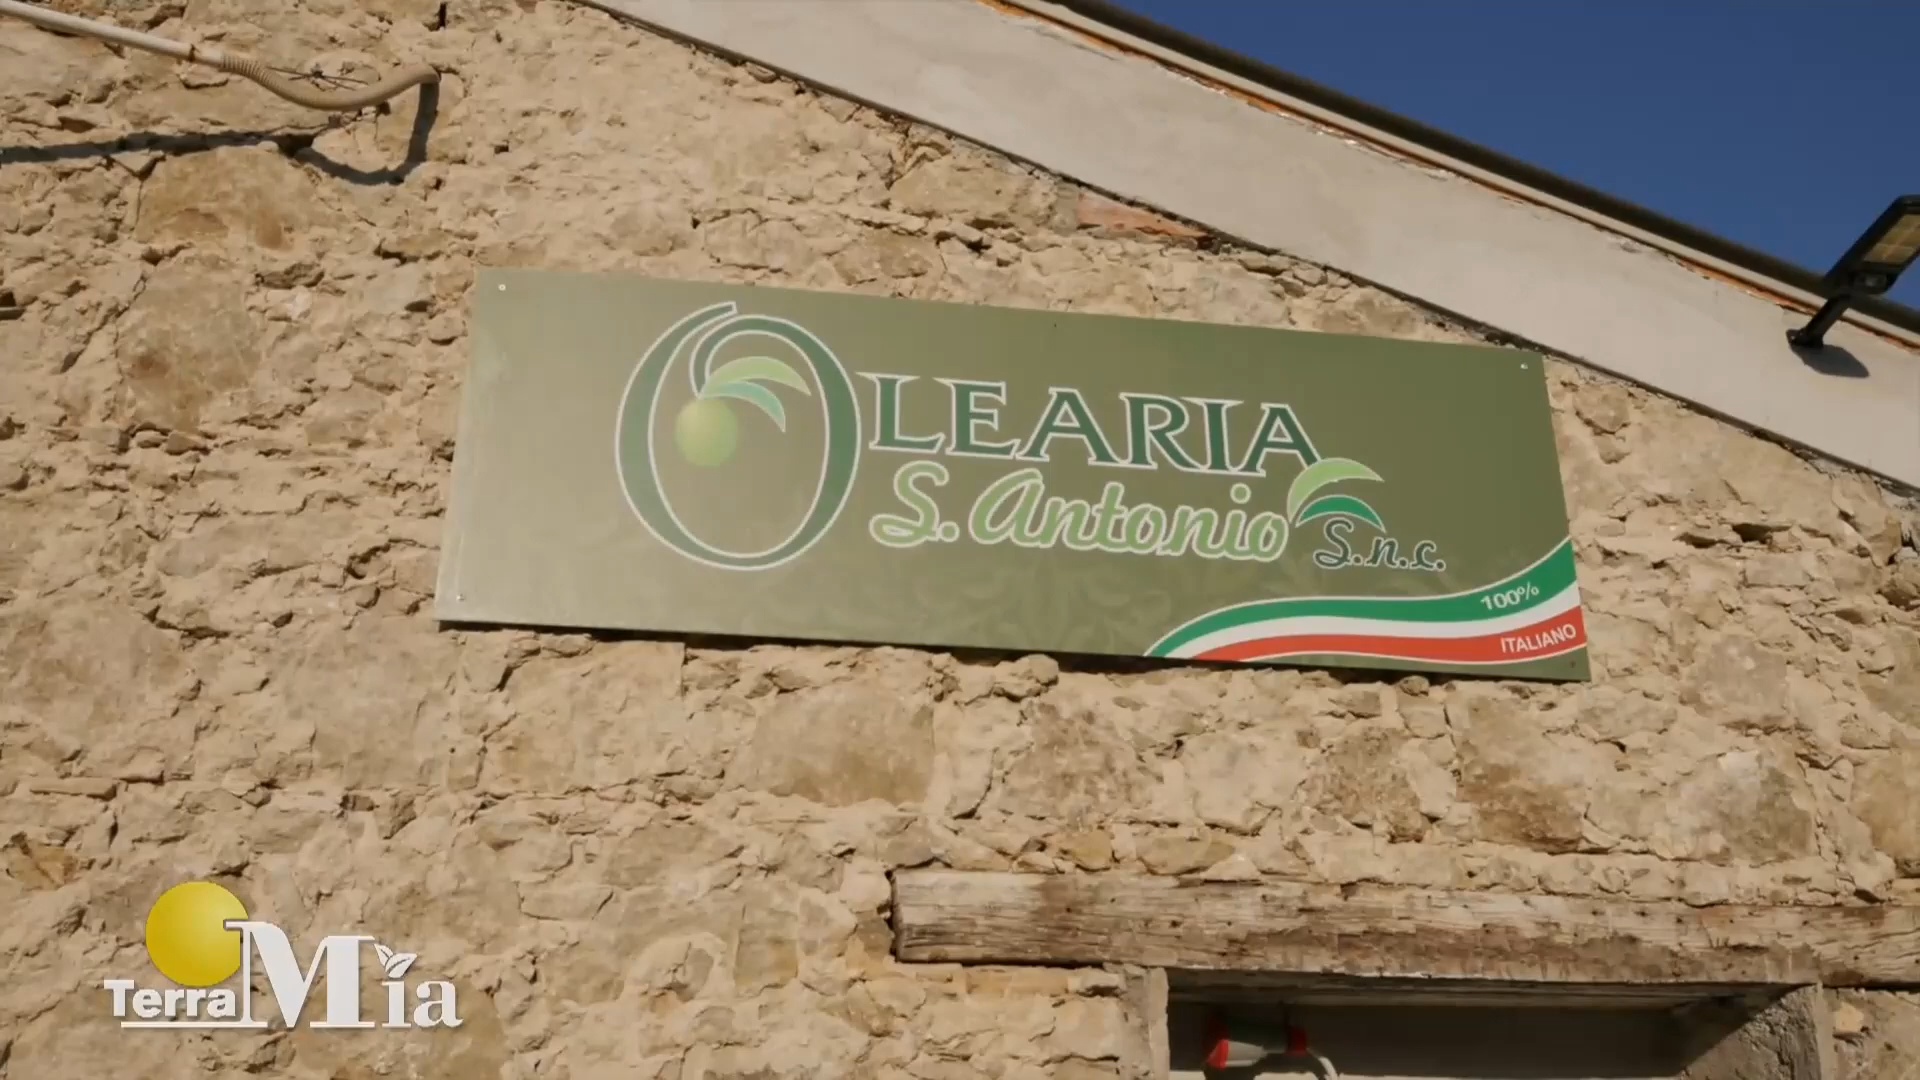 OLEARIA
S. Antonio S.n.c.
100%
ITALIANO
Terra Mia